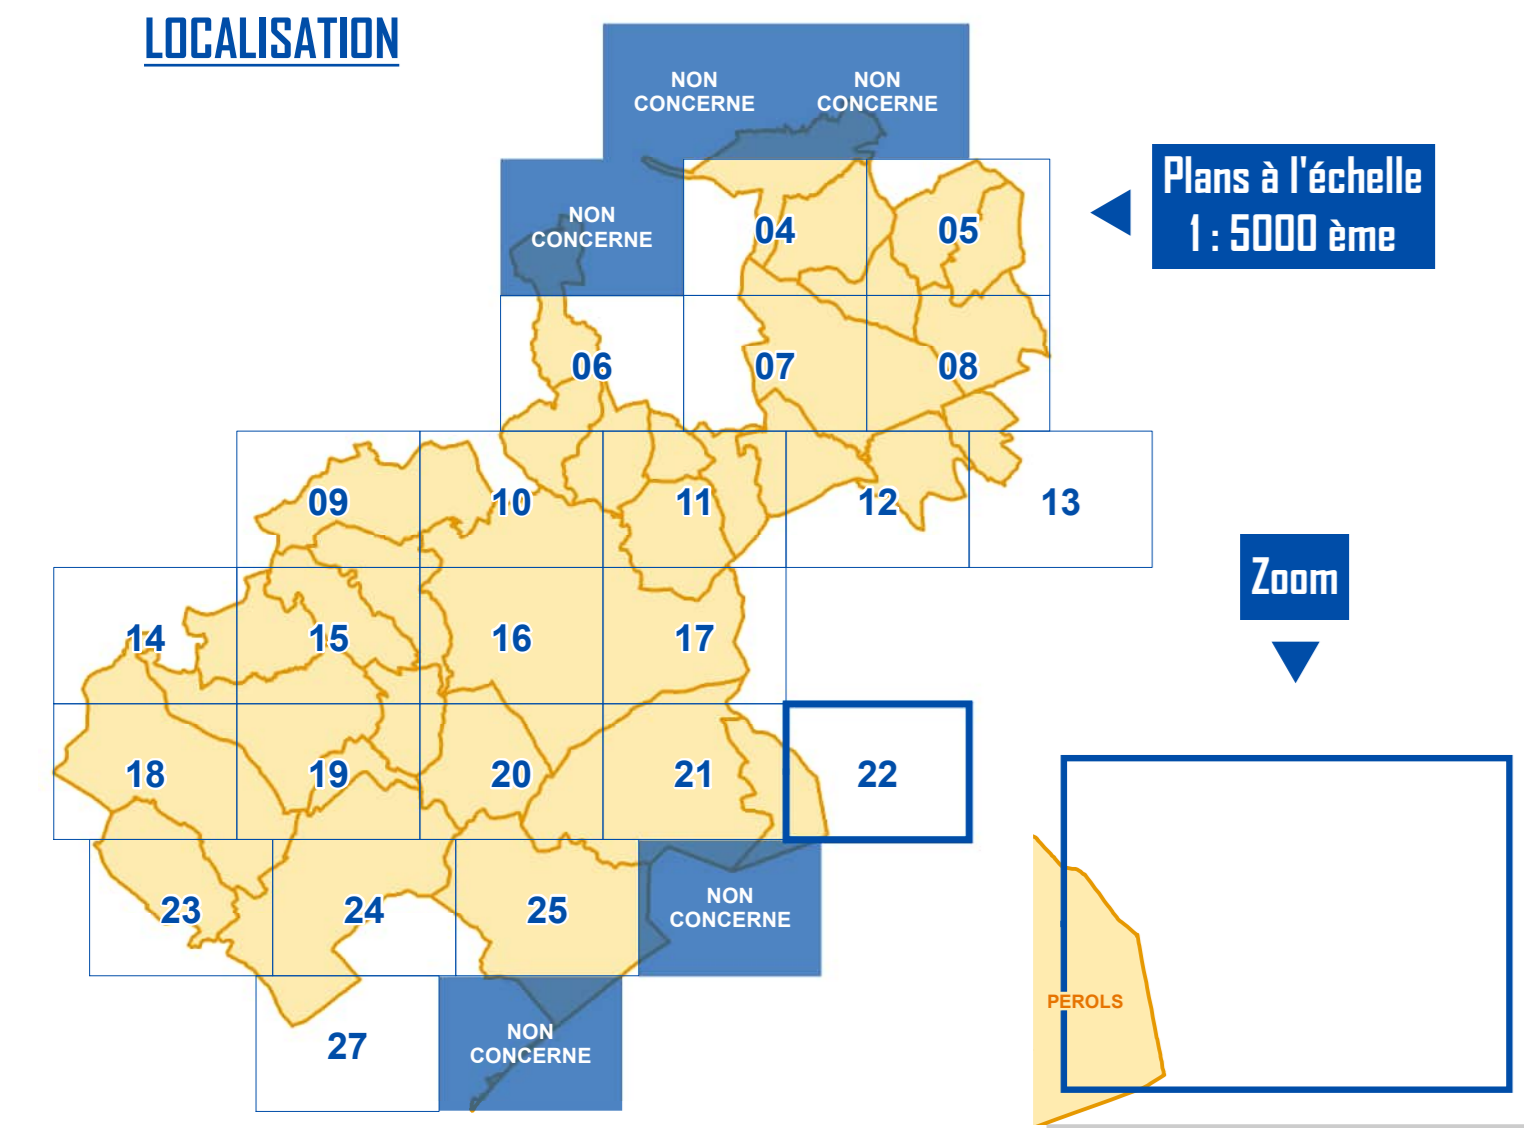 LOCALISATION
NON
CONCERNE
NON
CONCERNE
Plans à l'échelle
1 : 5000 ème
NON
CONCERNE
04
05
06
07
08
09
10
11
12
13
Zoom
14
15
16
17
18
19
20
21
22
23
24
25
NON
CONCERNE
PEROLS
27
NON
CONCERNE